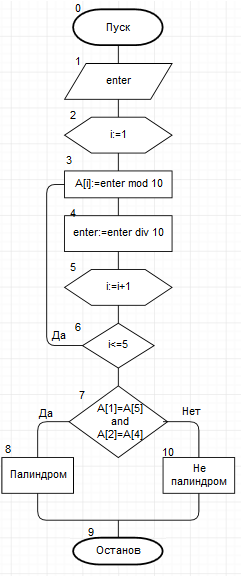 0
Пуск
1
enter
2
i:=1
3
A[i]:=enter mod 10
4
enter:=enter div 10
5
i:=i+1
6
i<=5
Да
7
A[1]=A[5]
and
A[2]=A[4]
Да
Нет
8
Палиндром
10
Не
палиндром
9
Останов